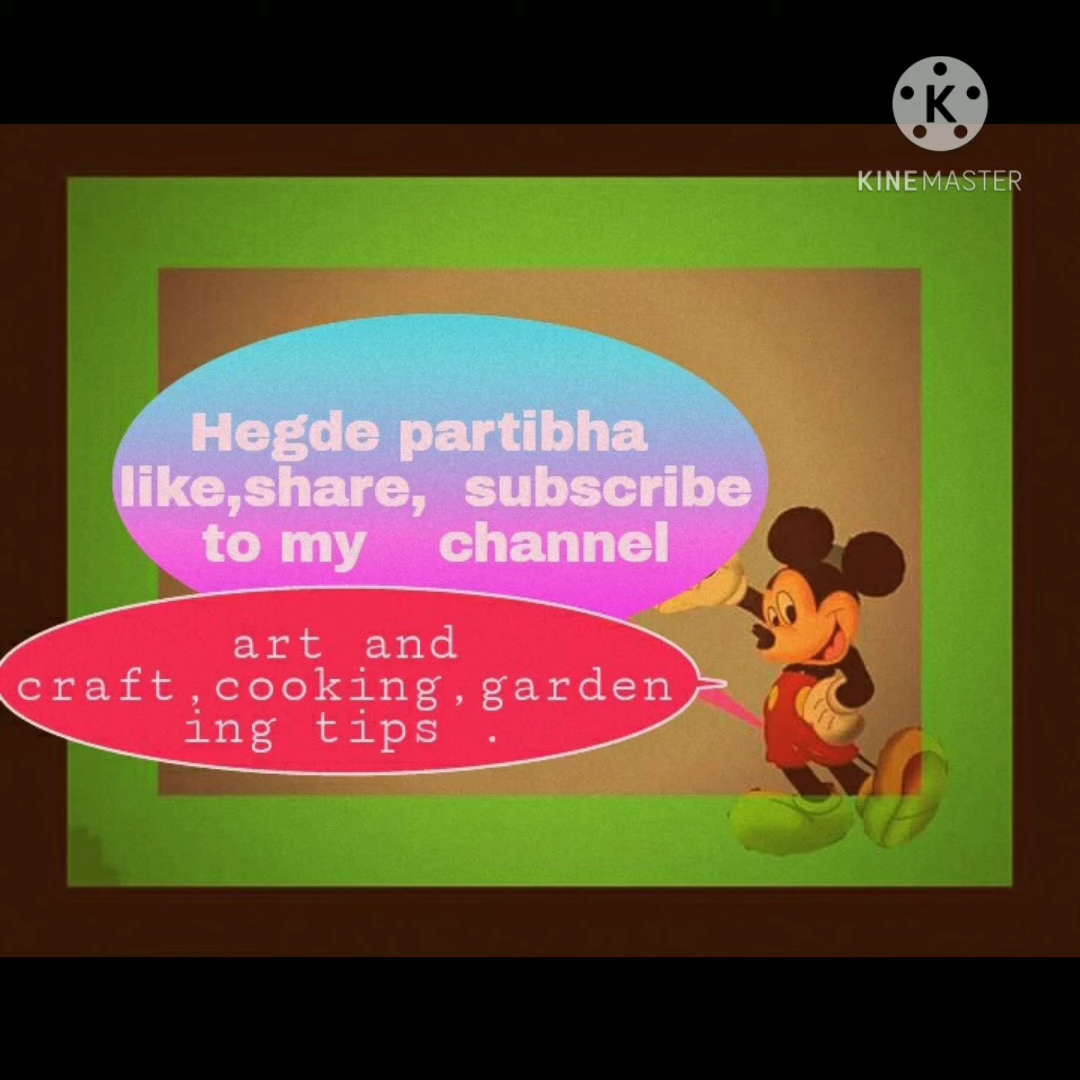 KINEMASTER
Hegde partibha
like,share, subscribe
to my channel
art and
craft,cooking,garden
ing tips .